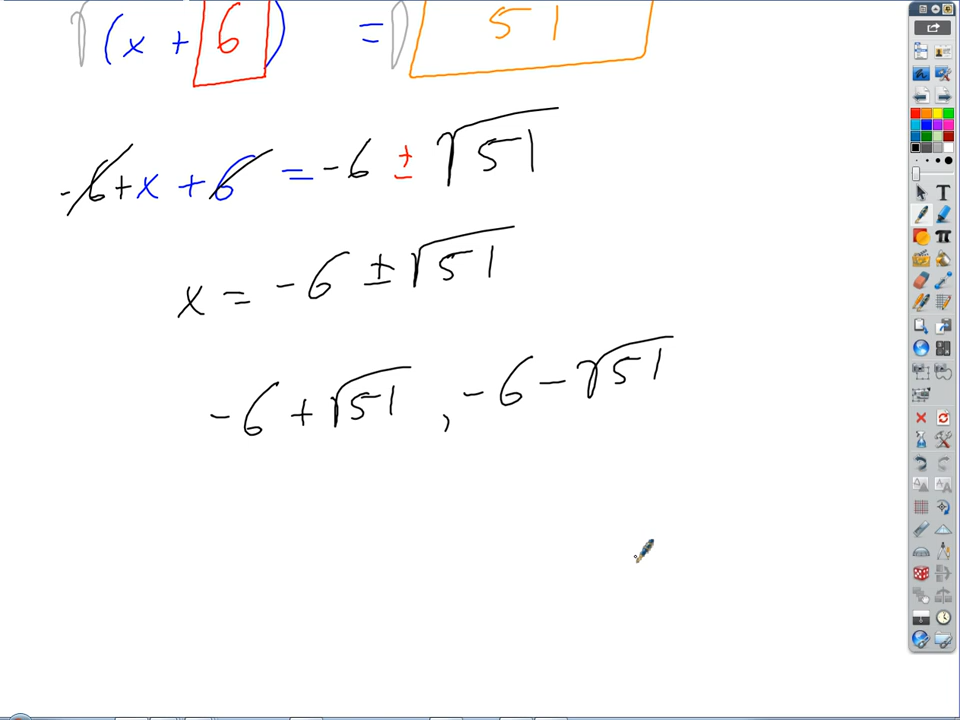 √(x + 6) = √51
-6 + x + 6 = -6 ± √51
x = -6 ± √51
-6 + √51 , -6 - √51
T
π